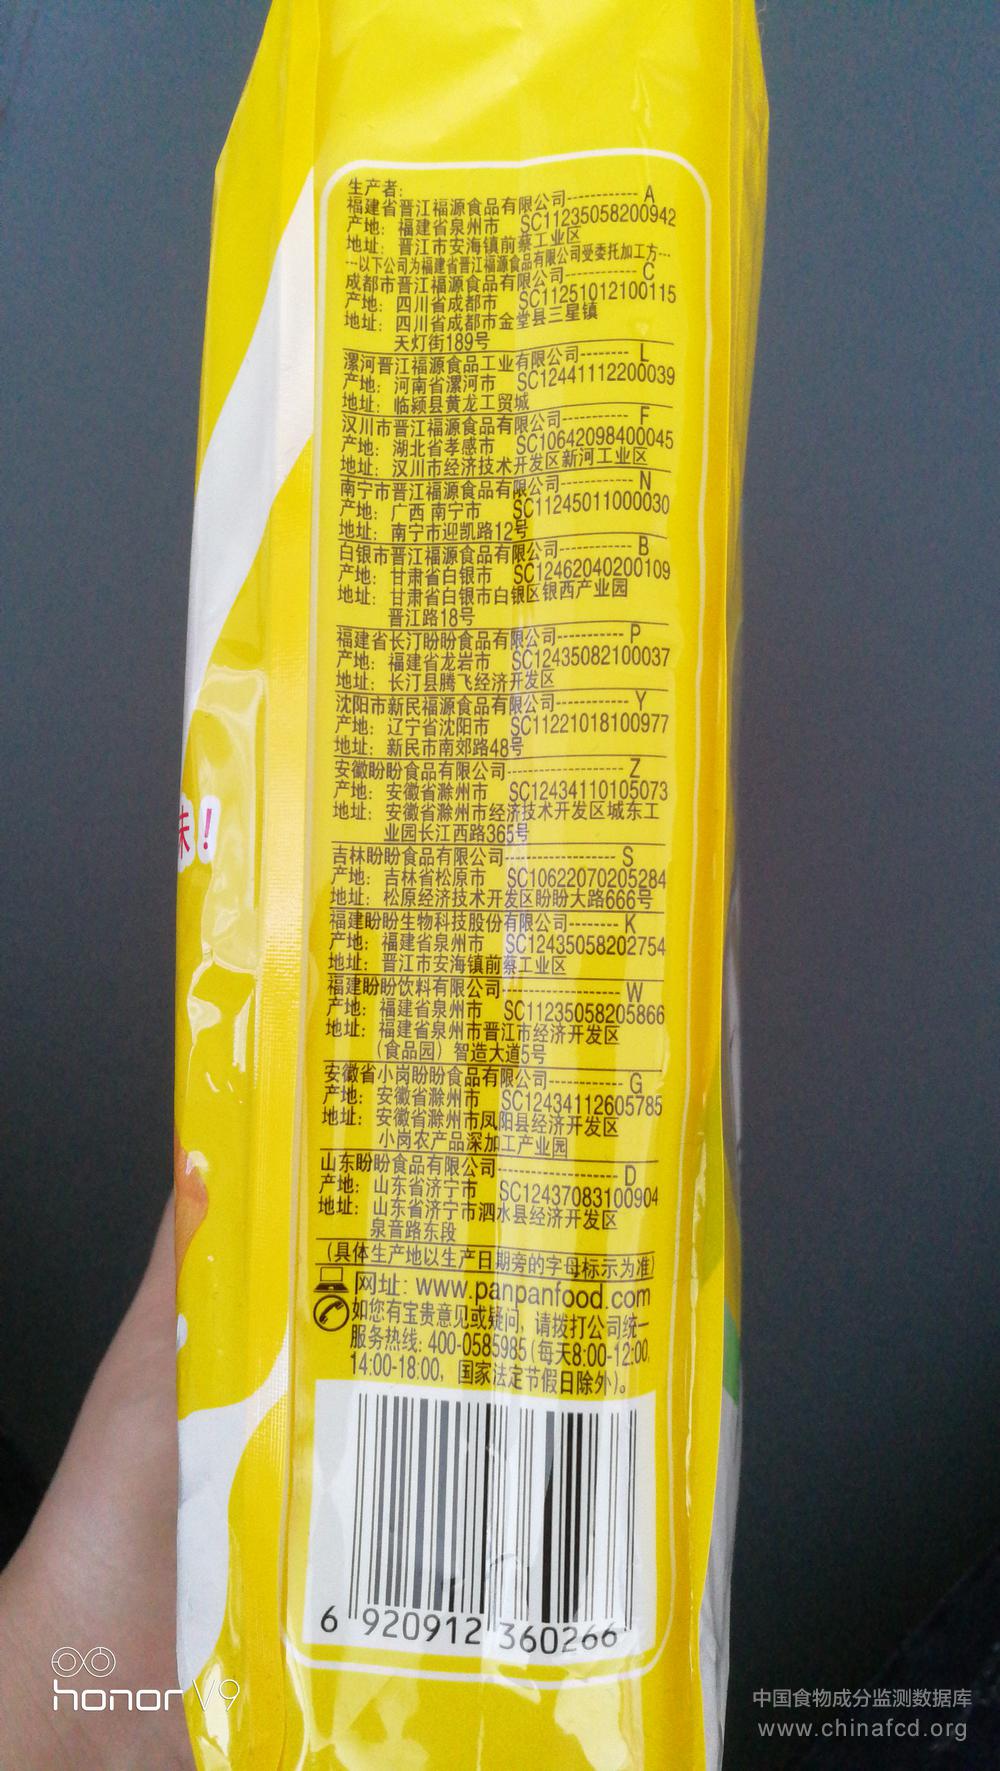 生产者:
福建省晋江福源食品有限公司----------- A
产地: 福建省泉州市 SC11235058200942
地址: 晋江市安海镇前蔡工业区
---以下公司为福建省晋江福源食品有限公司受委托加工方---
成都市晋江福源食品有限公司----------- C
产地: 四川省成都市 SC11251012100115
地址: 四川省成都市金堂县三星镇
天灯街189号
漯河晋江福源食品工业有限公司-------- L
产地: 河南省漯河市 SC12441112200039
地址: 临颍县黄龙工贸城
汉川市晋江福源食品有限公司----------- F
产地: 湖北省孝感市 SC10642098400045
地址: 汉川市经济技术开发区新河工业区
南宁市晋江福源食品有限公司----------- N
产地: 广西 南宁市 SC11245011000030
地址: 南宁市迎凯路12号
白银市晋江福源食品有限公司----------- B
产地: 甘肃省白银市 SC12462040200109
地址: 甘肃省白银市白银区银西产业园
晋江路18号
福建省长汀盼盼食品有限公司----------- P
产地: 福建省龙岩市 SC12435082100037
地址: 长汀县腾飞经济开发区
沈阳市新民福源食品有限公司----------- Y
产地: 辽宁省沈阳市 SC11221018100977
地址: 新民市南郊路48号
安徽盼盼食品有限公司------------------ Z
产地: 安徽省滁州市 SC12434110105073
地址: 安徽省滁州市经济技术开发区城东工
业园长江西路365号
吉林盼盼食品有限公司------------------ S
产地: 吉林省松原市 SC10622070205284
地址: 松原经济技术开发区盼盼大路666号
福建盼盼生物科技股份有限公司-------- K
产地: 福建省泉州市 SC12435058202754
地址: 晋江市安海镇前蔡工业区
福建盼盼饮料有限公司------------------ W
产地: 福建省泉州市 SC11235058205866
地址: 福建省泉州市晋江市经济开发区
(食品园) 智造大道5号
安徽省小岗盼盼食品有限公司----------- G
产地: 安徽省滁州市 SC12434112605785
地址: 安徽省滁州市凤阳县经济开发区
小岗农产品深加工产业园
山东盼盼食品有限公司------------------ D
产地: 山东省济宁市 SC12437083100904
地址: 山东省济宁市泗水县经济开发区
泉音路东段
(具体生产地以生产日期旁的字母标示为准)
网址: www.panpanfood.com
如您有宝贵意见或疑问, 请拨打公司统一
服务热线: 400-0585985 (每天8:00-12:00,
14:00-18:00, 国家法定节假日除外)。
6 920912 360266
味!
honor V9
中国食物成分监测数据库
www.chinafcd.org